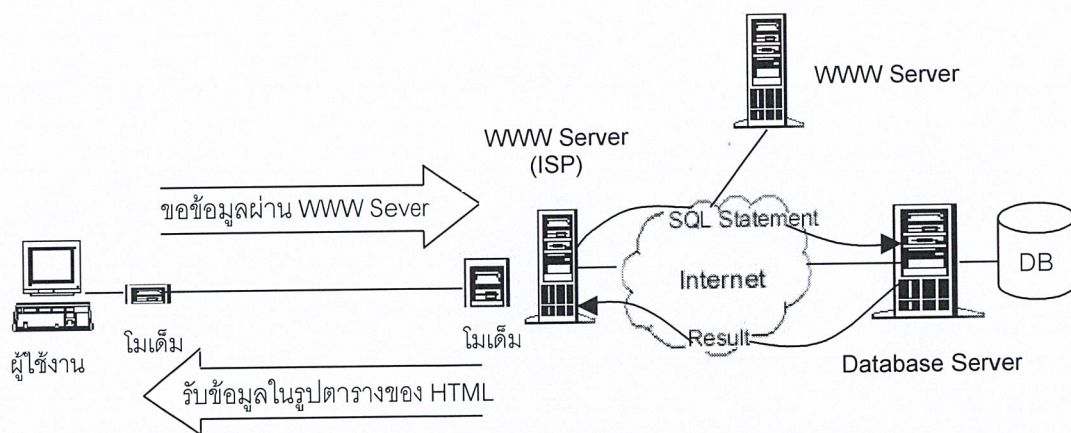 WWW Server
WWW Server
(ISP)
ขอข้อมูลผ่าน WWW Sever
SQL Statement
Internet
DB
โมเด็ม
โมเด็ม
Result
ผู้ใช้งาน
Database Server
รับข้อมูลในรูปตารางของ HTML